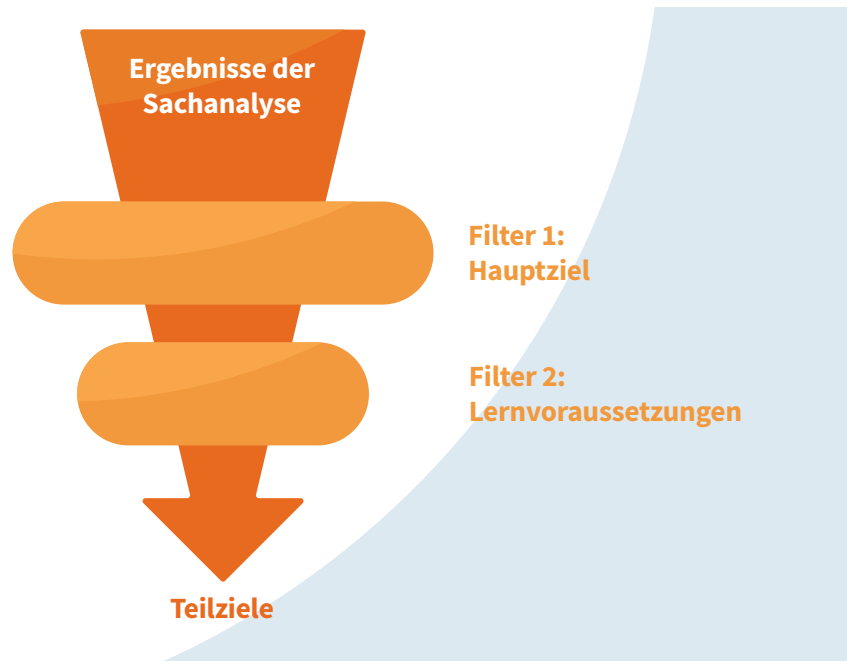 Ergebnisse der
Sachanalyse
Filter 1:
Hauptziel
Filter 2:
Lernvoraussetzungen
Teilziele